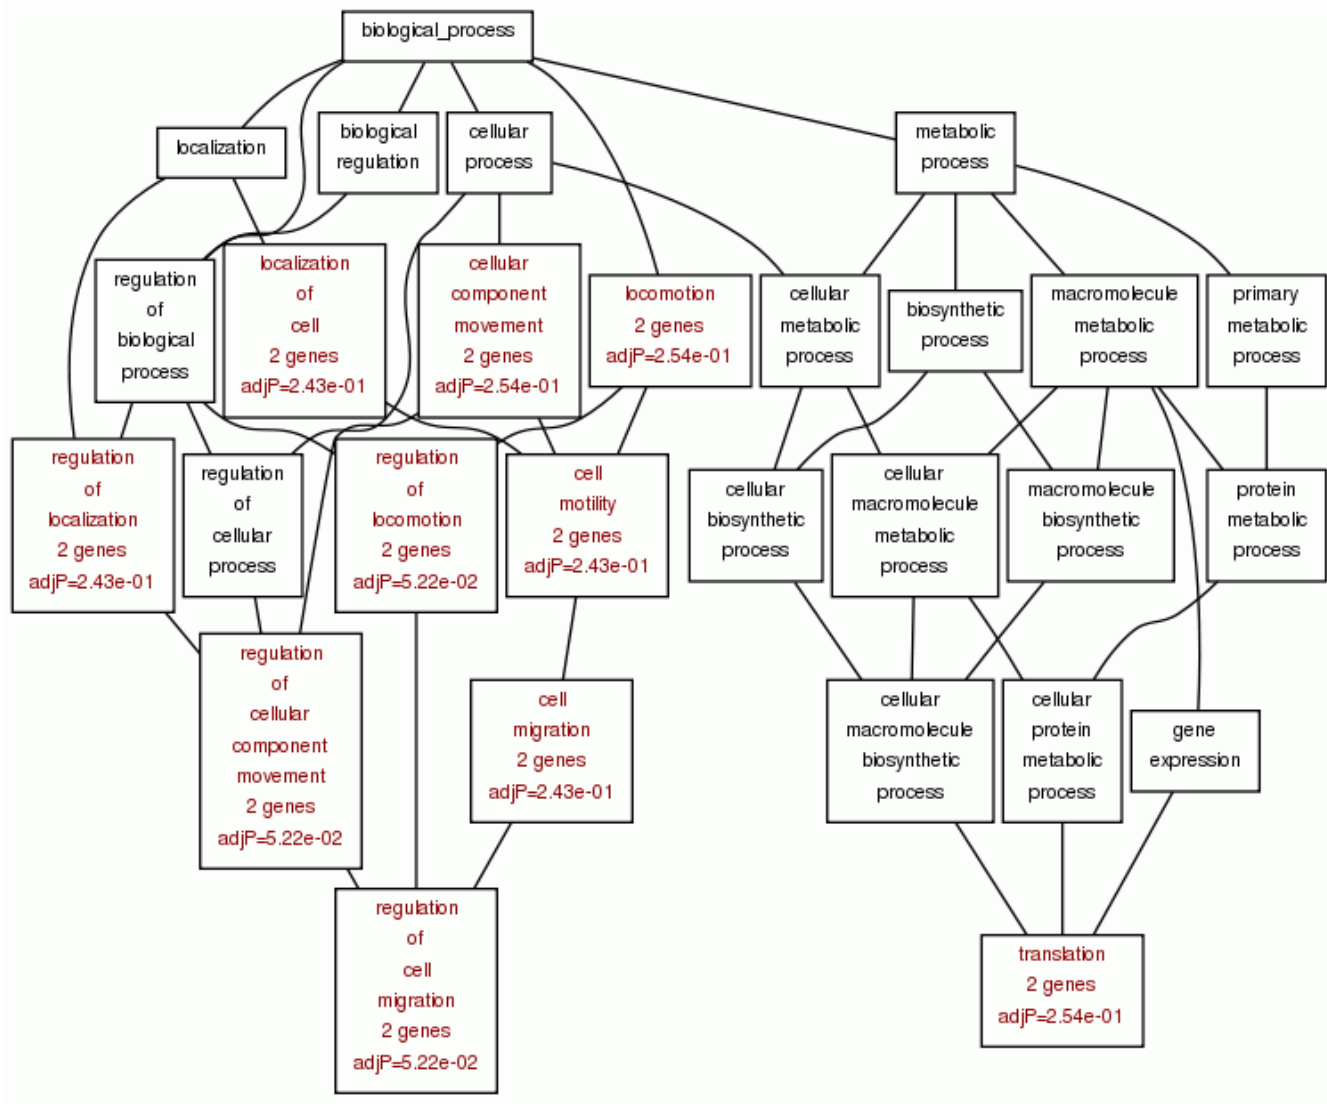 biological_process
localization
biological
regulation
cellular
process
metabolic
process
regulation
of
biological
process
localization
of
cell
2 genes
adjP=2.43e-01
cellular
component
movement
2 genes
adjP=2.54e-01
locomotion
2 genes
adjP=2.54e-01
cellular
metabolic
process
biosynthetic
process
macromolecule
metabolic
process
primary
metabolic
process
regulation
of
localization
2 genes
adjP=2.43e-01
regulation
of
cellular
process
regulation
of
locomotion
2 genes
adjP=5.22e-02
cell
motility
2 genes
adjP=2.43e-01
cellular
biosynthetic
process
cellular
macromolecule
metabolic
process
macromolecule
biosynthetic
process
protein
metabolic
process
regulation
of
cellular
component
movement
2 genes
adjP=5.22e-02
cell
migration
2 genes
adjP=2.43e-01
cellular
macromolecule
biosynthetic
process
cellular
protein
metabolic
process
gene
expression
regulation
of
cell
migration
2 genes
adjP=5.22e-02
translation
2 genes
adjP=2.54e-01